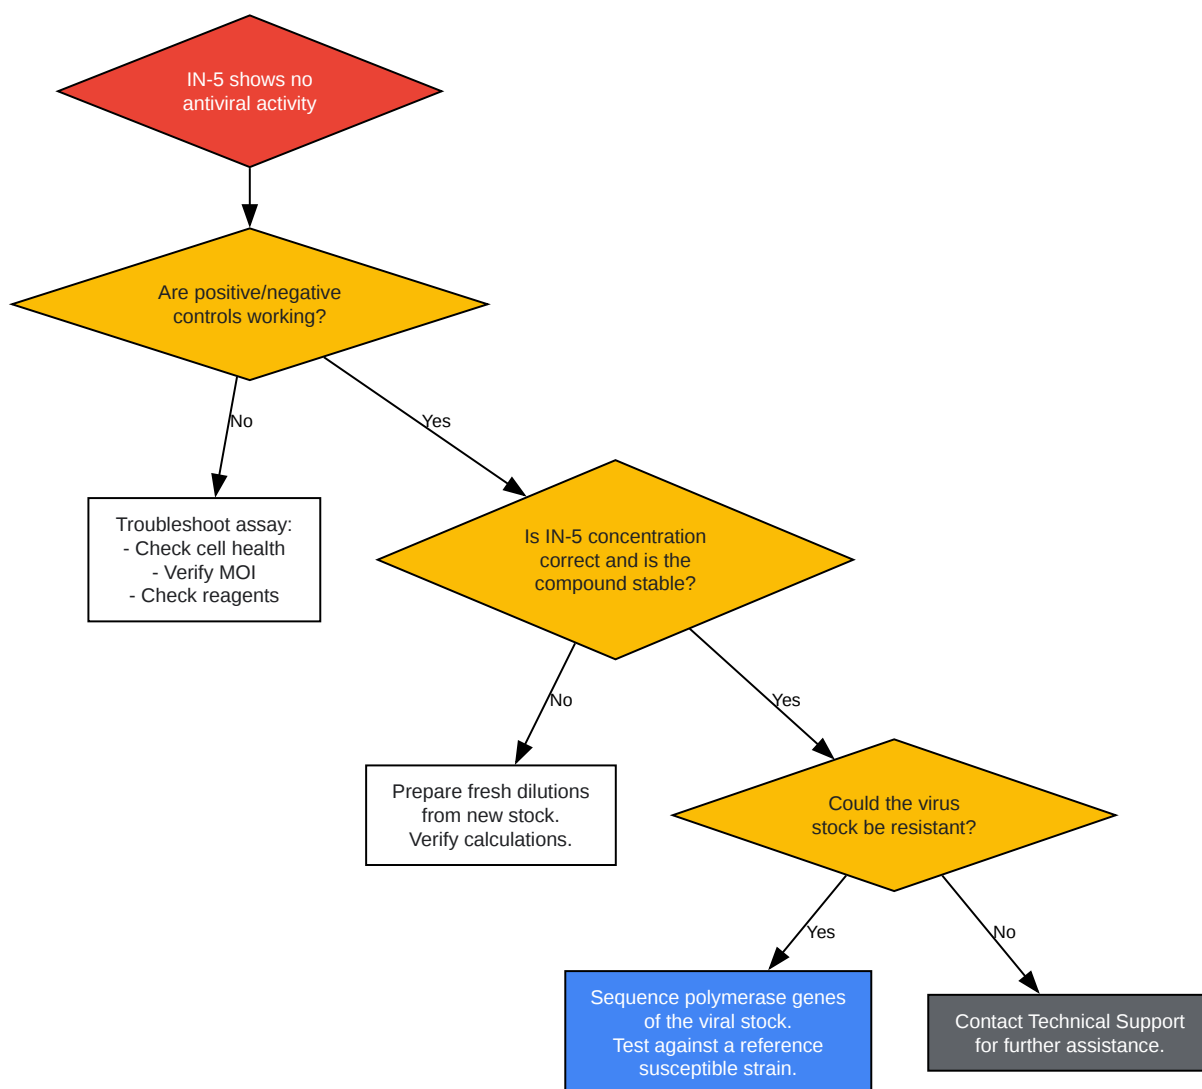 IN-5 shows no
antiviral activity
Are positive/negative
controls working?
No
Yes
Troubleshoot assay:
- Check cell health
- Verify MOI
- Check reagents
Is IN-5 concentration
correct and is the
compound stable?
No
Yes
Prepare fresh dilutions
from new stock.
Verify calculations.
Could the virus
stock be resistant?
Yes
No
Sequence polymerase genes
of the viral stock.
Test against a reference
susceptible strain.
Contact Technical Support
for further assistance.